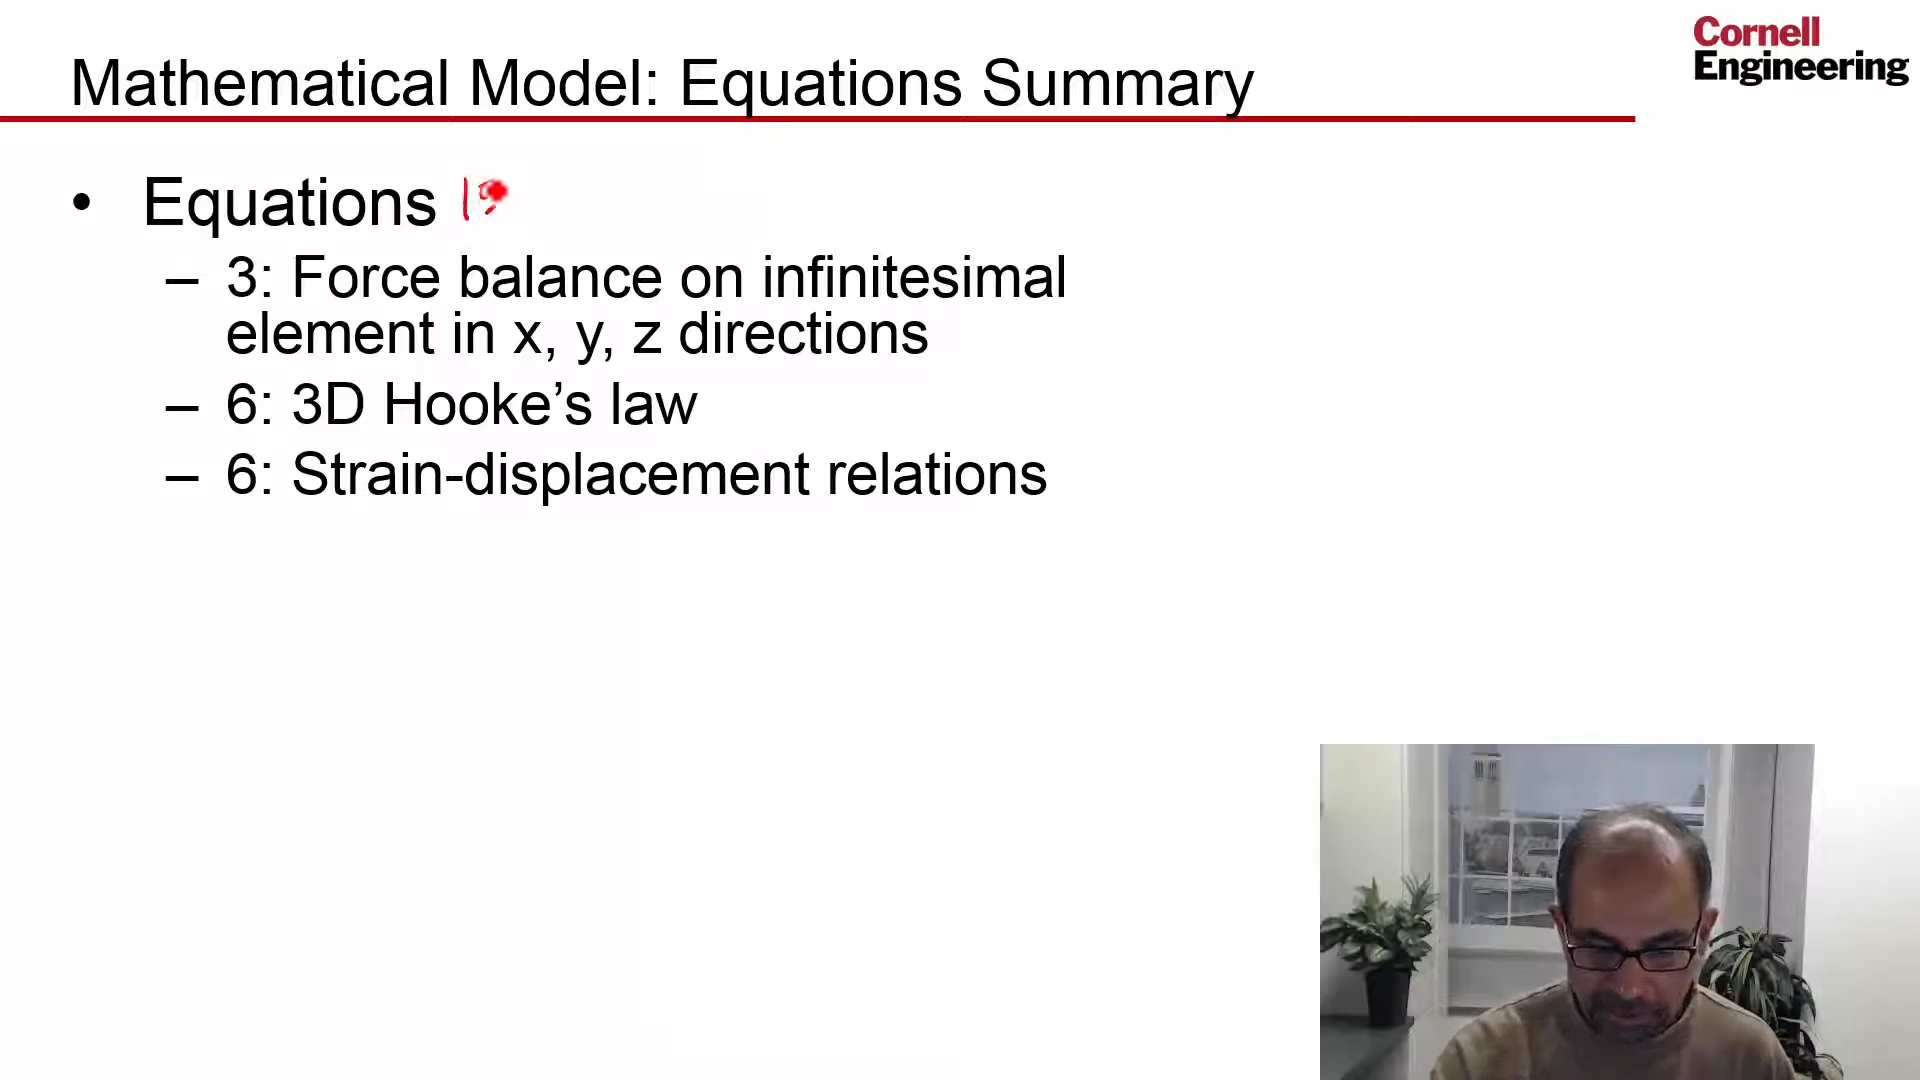 Cornell
Engineering
Mathematical Model: Equations Summary
• Equations
– 3: Force balance on infinitesimal
element in x, y, z directions
– 6: 3D Hooke’s law
– 6: Strain-displacement relations